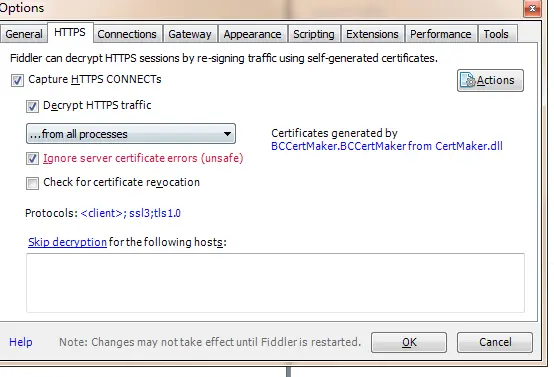 Options
General HTTPS Connections Gateway Appearance Scripting Extensions Performance Tools
Fiddler can decrypt HTTPS sessions by re-signing traffic using self-generated certificates.
Capture HTTPS CONNECTs
Actions
Decrypt HTTPS traffic
...from all processes
Certificates generated by
BCCertMaker.BCCertMaker from CertMaker.dll
Ignore server certificate errors (unsafe)
Check for certificate revocation
Protocols: <client>; ssl3;tls1.0
Skip decryption for the following hosts:
Help
Note: Changes may not take effect until Fiddler is restarted.
OK
Cancel